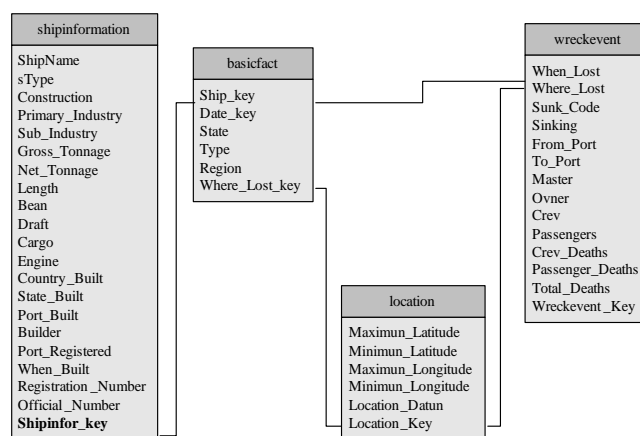 shipinformation
ShipName
sType
Construction
Primary_Industry
Sub_Industry
Gross_Tonnage
Net_Tonnage
Length
Bean
Draft
Cargo
Engine
Country_Built
State_Built
Port_Built
Builder
Port_Registered
When_Built
Registration_Number
Official_Number
Shipinfor_key
basicfact
Ship_key
Date_key
State
Type
Region
Where_Lost_key
location
Maximun_Latitude
Minimun_Latitude
Maximun_Longitude
Minimun_Longitude
Location_Datun
Location_Key
wreckevent
When_Lost
Where_Lost
Sunk_Code
Sinking
From_Port
To_Port
Master
Ovner
Crev
Passengers
Crev_Deaths
Passenger_Deaths
Total_Deaths
Wreckevent_Key